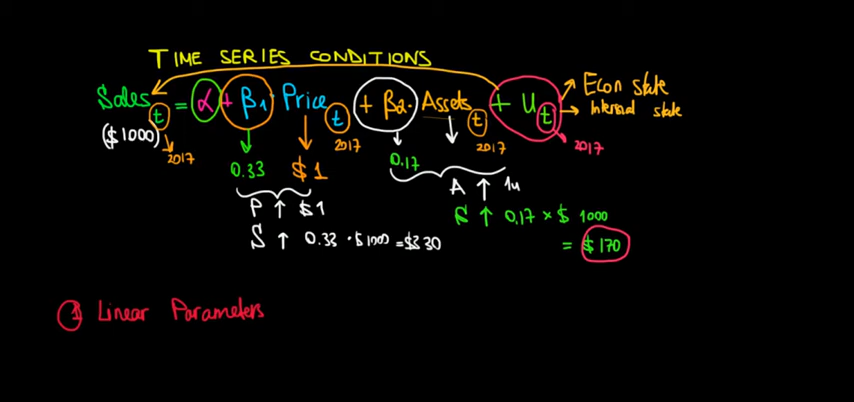 TIME SERIES CONDITIONS
Sales t = α + β1 Price t + β2 · Assets t + Ut
Econ state
Internal state
($1000)
2017 2017 2017 2017
0.33 $1 0.17
P ↑ $1
A ↑ 1u
S ↑ 0.33 · $1000 = $330
S ↑ 0.17 × $ 1000
= $170
1 Linear Parameters